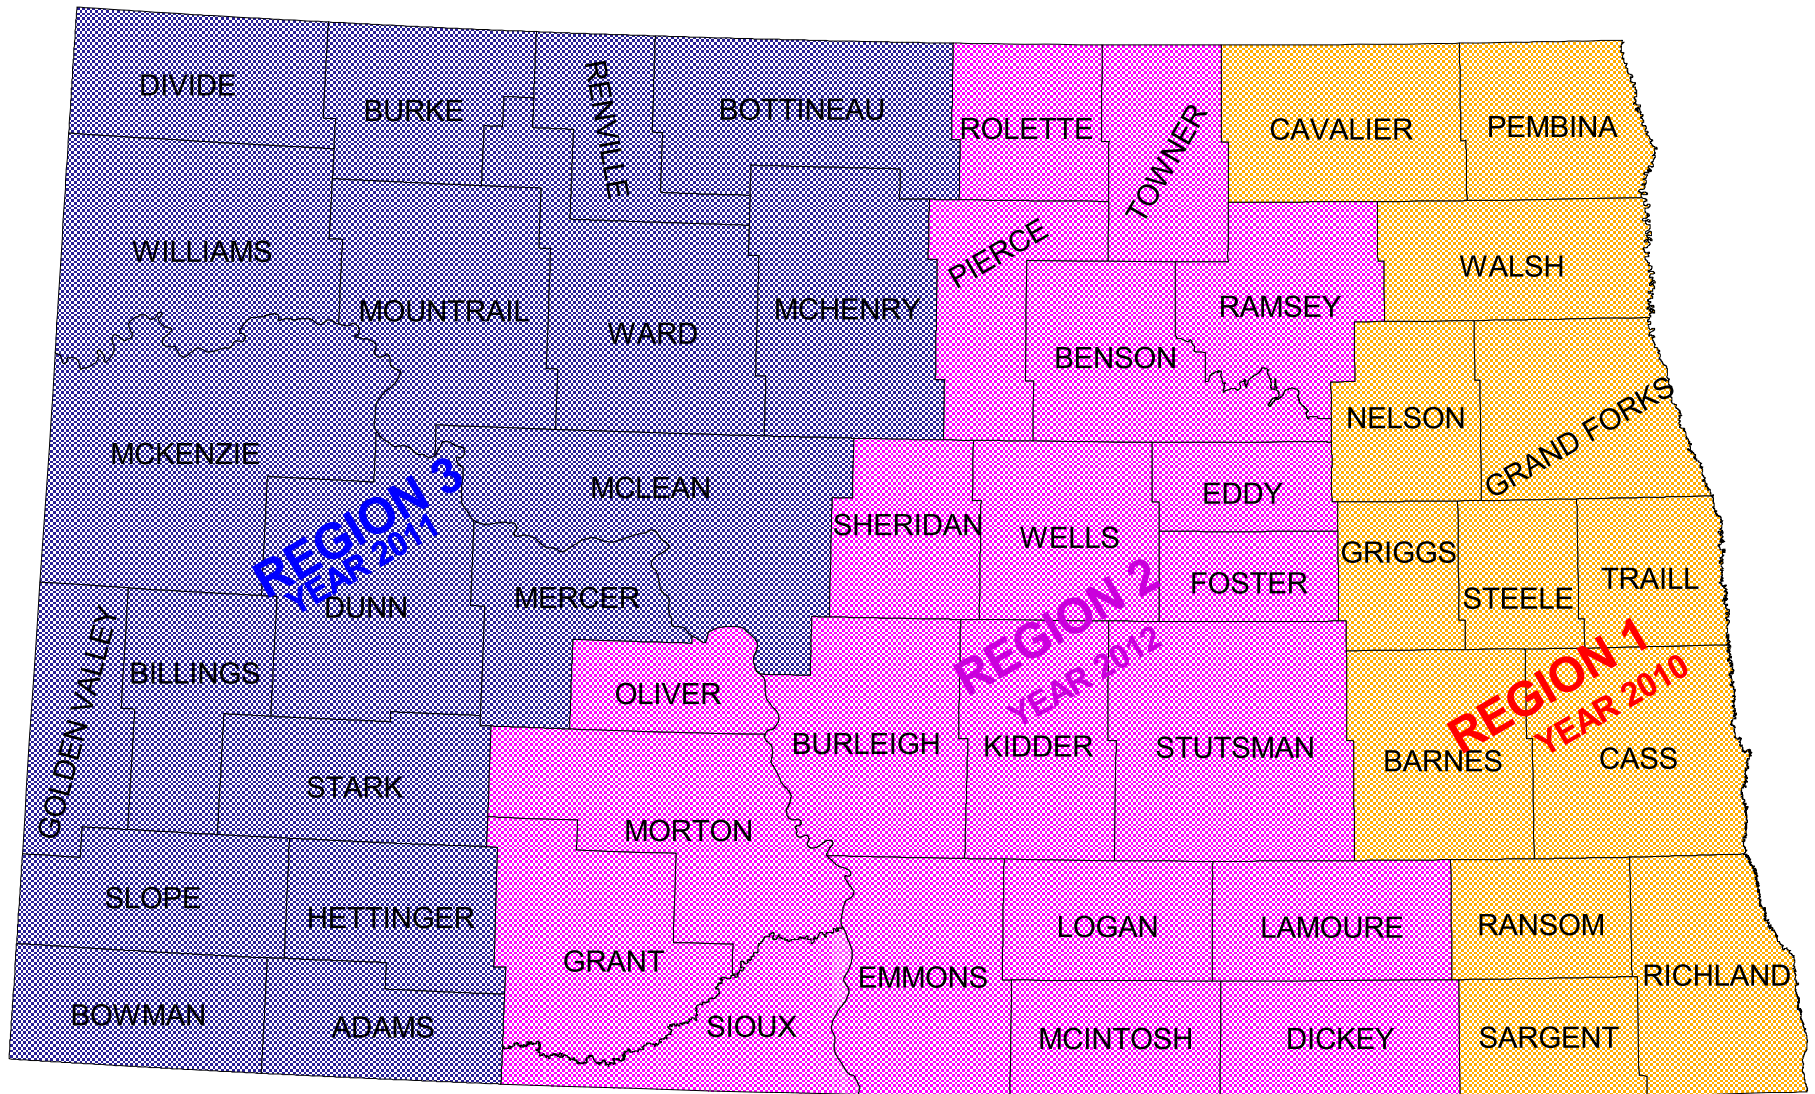 DIVIDE
BURKE
RENVILLE
BOTTINEAU
ROLETTE
TOWNER
CAVALIER
PEMBINA
WILLIAMS
MOUNTRAIL
WARD
MCHENRY
PIERCE
BENSON
RAMSEY
WALSH
NELSON
GRAND FORKS
MCKENZIE
REGION 3
YEAR 2011
DUNN
MCLEAN
MERCER
SHERIDAN
WELLS
EDDY
FOSTER
GRIGGS
STEELE
TRAILL
GOLDEN VALLEY
BILLINGS
OLIVER
BURLEIGH
KIDDER
REGION 2
YEAR 2012
STUTSMAN
REGION 1
YEAR 2010
BARNES
CASS
STARK
MORTON
SLOPE
HETTINGER
GRANT
EMMONS
LOGAN
LAMOURE
RANSOM
RICHLAND
BOWMAN
ADAMS
SIOUX
MCINTOSH
DICKEY
SARGENT